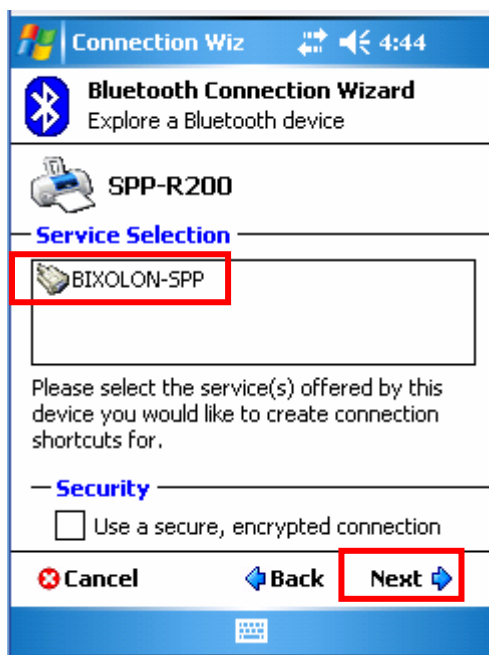 Connection Wiz 4:44
Bluetooth Connection Wizard
Explore a Bluetooth device
SPP-R200
Service Selection
BIXOLON-SPP
Please select the service(s) offered by this
device you would like to create connection
shortcuts for.
Security
Use a secure, encrypted connection
Cancel Back Next